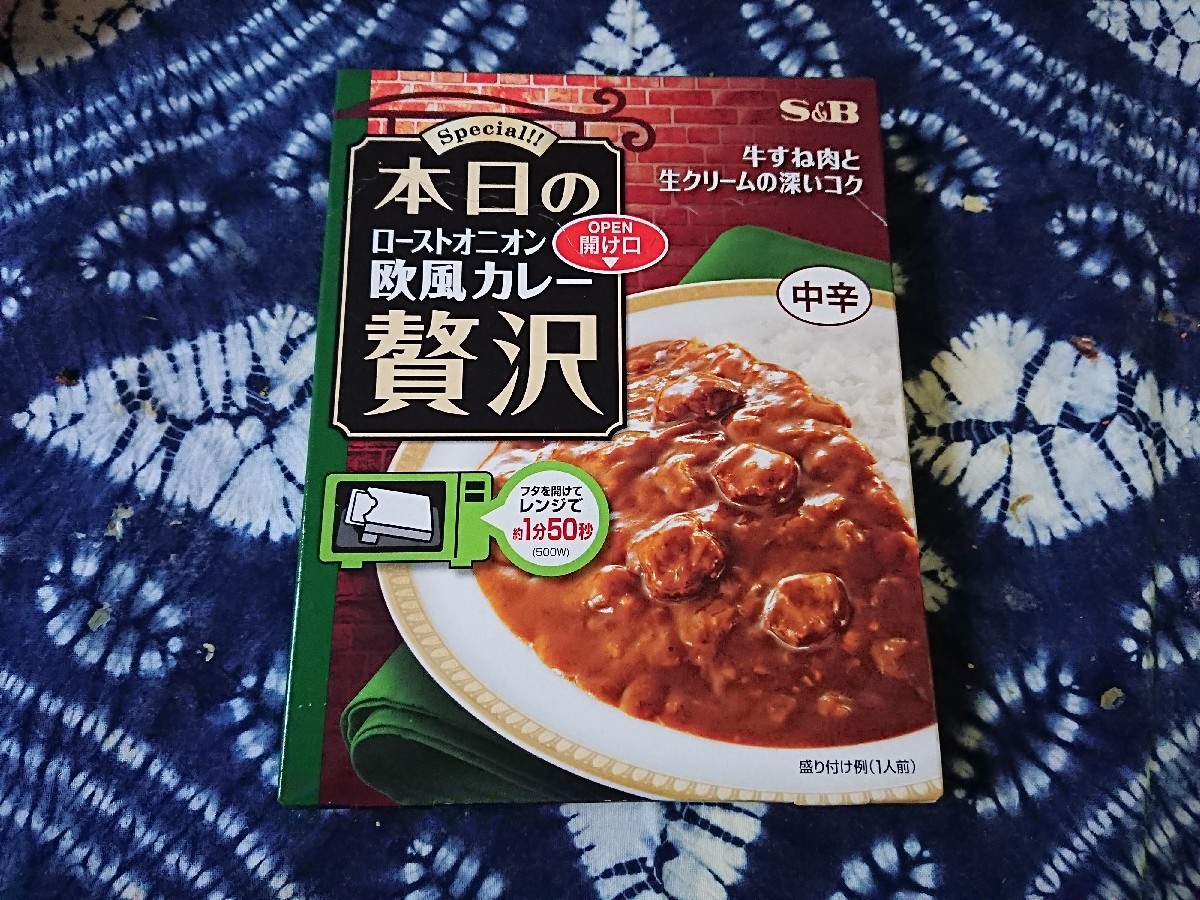 S&B
牛すね肉と
生クリームの深いコク
Special!!
本日の
ローストオニオン
欧風カレー
贅沢
OPEN
開け口
中辛
フタを開けて
レンジで
約1分50秒
(500W)
盛り付け例(1人前)